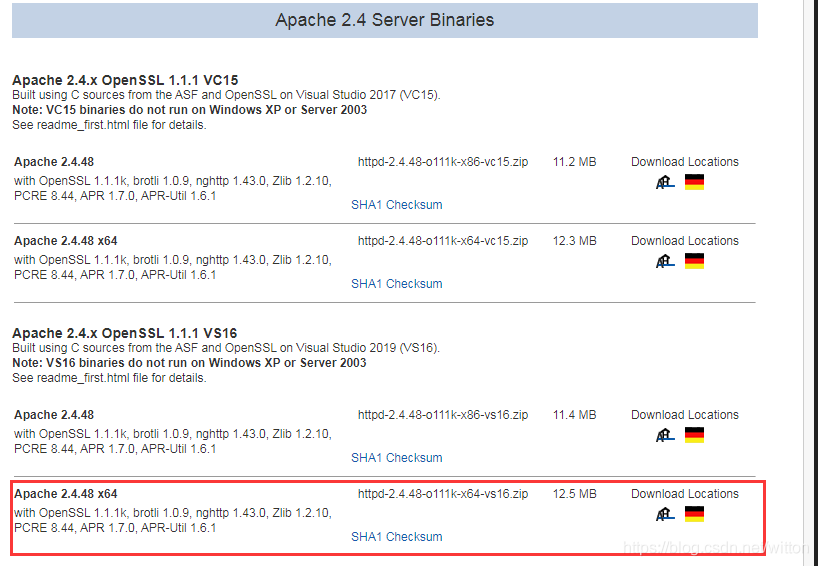 Apache 2.4 Server Binaries
Apache 2.4.x OpenSSL 1.1.1 VC15
Built using C sources from the ASF and OpenSSL on Visual Studio 2017 (VC15).
Note: VC15 binaries do not run on Windows XP or Server 2003
See readme_first.html file for details.
Apache 2.4.48 httpd-2.4.48-o111k-x86-vc15.zip 11.2 MB Download Locations
with OpenSSL 1.1.1k, brotli 1.0.9, nghttp 1.43.0, Zlib 1.2.10,
PCRE 8.44, APR 1.7.0, APR-Util 1.6.1
SHA1 Checksum
Apache 2.4.48 x64 httpd-2.4.48-o111k-x64-vc15.zip 12.3 MB Download Locations
with OpenSSL 1.1.1k, brotli 1.0.9, nghttp 1.43.0, Zlib 1.2.10,
PCRE 8.44, APR 1.7.0, APR-Util 1.6.1
SHA1 Checksum
Apache 2.4.x OpenSSL 1.1.1 VS16
Built using C sources from the ASF and OpenSSL on Visual Studio 2019 (VS16).
Note: VS16 binaries do not run on Windows XP or Server 2003
See readme_first.html file for details.
Apache 2.4.48 httpd-2.4.48-o111k-x86-vs16.zip 11.4 MB Download Locations
with OpenSSL 1.1.1k, brotli 1.0.9, nghttp 1.43.0, Zlib 1.2.10,
PCRE 8.44, APR 1.7.0, APR-Util 1.6.1
SHA1 Checksum
Apache 2.4.48 x64 httpd-2.4.48-o111k-x64-vs16.zip 12.5 MB Download Locations
with OpenSSL 1.1.1k, brotli 1.0.9, nghttp 1.43.0, Zlib 1.2.10,
PCRE 8.44, APR 1.7.0, APR-Util 1.6.1
SHA1 Checksum
https://blog.csdn.net/witton